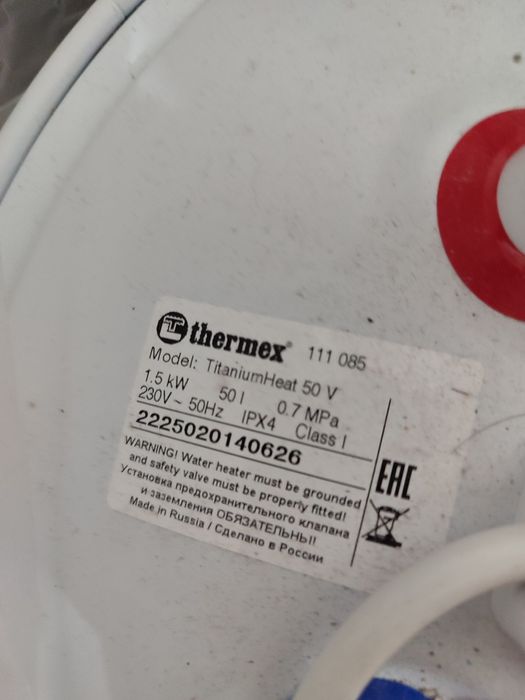 thermex® 111 085
Model: TitaniumHeat 50 V
1.5 kW 50 l 0.7 MPa
230V~ 50Hz IPX4 Class I
2225020140626
WARNING! Water heater must be grounded
and safety valve must be properly fitted!
Установка предохранительного клапана
и заземления ОБЯЗАТЕЛЬНЫ!
Made in Russia / Сделано в России
EAC